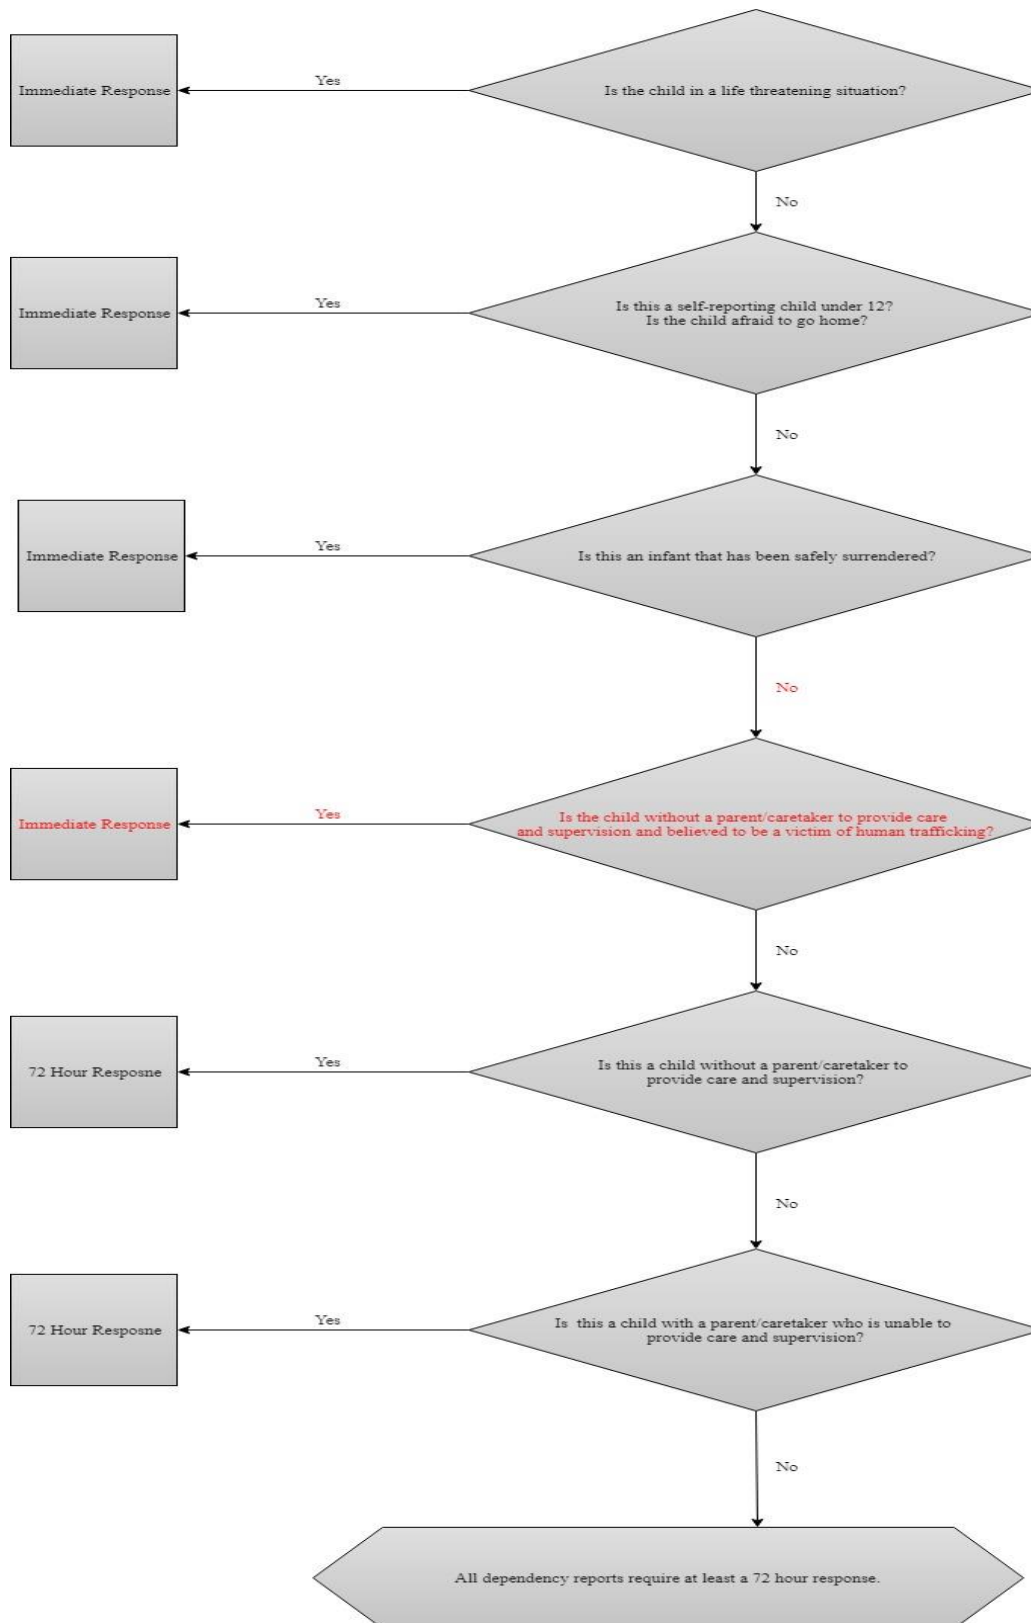 Is the child in a life threatening situation?
Yes
Immediate Response
No
Is this a self-reporting child under 12?
Is the child afraid to go home?
Yes
Immediate Response
No
Is this an infant that has been safely surrendered?
Yes
Immediate Response
No
Is the child without a parent/caretaker to provide care
and supervision and believed to be a victim of human trafficking?
Yes
Immediate Response
No
Is this a child without a parent/caretaker to
provide care and supervision?
Yes
72 Hour Resposne
No
Is this a child with a parent/caretaker who is unable to
provide care and supervision?
Yes
72 Hour Resposne
No
All dependency reports require at least a 72 hour response.